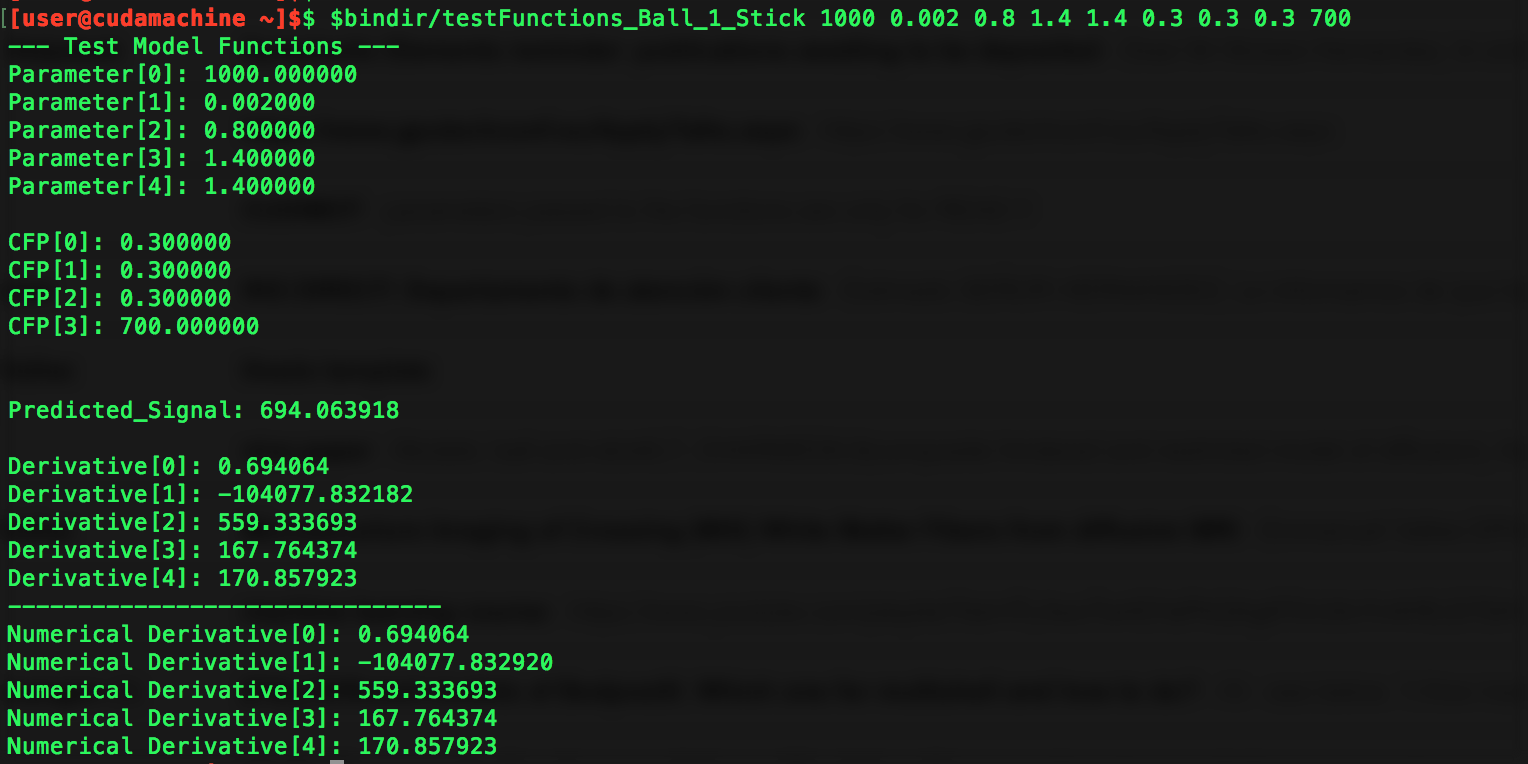 [[user@cudamachine ~]$$ $bindir/testFunctions_Ball_1_Stick 1000 0.002 0.8 1.4 1.4 0.3 0.3 0.3 700
--- Test Model Functions ---
Parameter[0]: 1000.000000
Parameter[1]: 0.002000
Parameter[2]: 0.800000
Parameter[3]: 1.400000
Parameter[4]: 1.400000
CFP[0]: 0.300000
CFP[1]: 0.300000
CFP[2]: 0.300000
CFP[3]: 700.000000
Predicted_Signal: 694.063918
Derivative[0]: 0.694064
Derivative[1]: -104077.832182
Derivative[2]: 559.333693
Derivative[3]: 167.764374
Derivative[4]: 170.857923
-------------------------------
Numerical Derivative[0]: 0.694064
Numerical Derivative[1]: -104077.832920
Numerical Derivative[2]: 559.333693
Numerical Derivative[3]: 167.764374
Numerical Derivative[4]: 170.857923